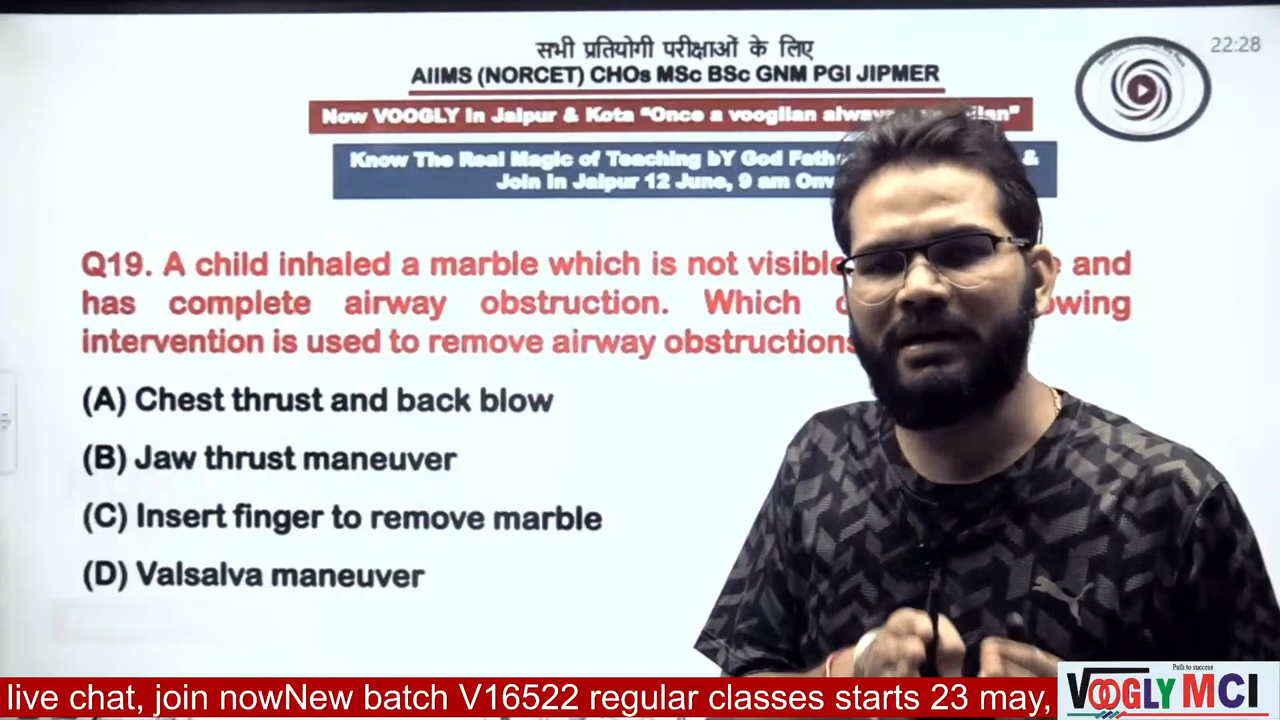 सभी प्रतियोगी परीक्षाओं के लिए
AIIMS (NORCET) CHOs MSc BSc GNM PGI JIPMER
22:28
Now VOOGLY In Jaipur & Kota “Once a vooglian
Know The Real Magic of Teaching bY God &
Join In Jaipur 12 June, 9 am
Q19. A child inhaled a marble which is not visible and
has complete airway obstruction. Which
intervention is used to remove airway obstructions
(A) Chest thrust and back blow
(B) Jaw thrust maneuver
(C) Insert finger to remove marble
(D) Valsalva maneuver
live chat, join nowNew batch V16522 regular classes starts 23 may,
Path to success
VOOGLY MCI